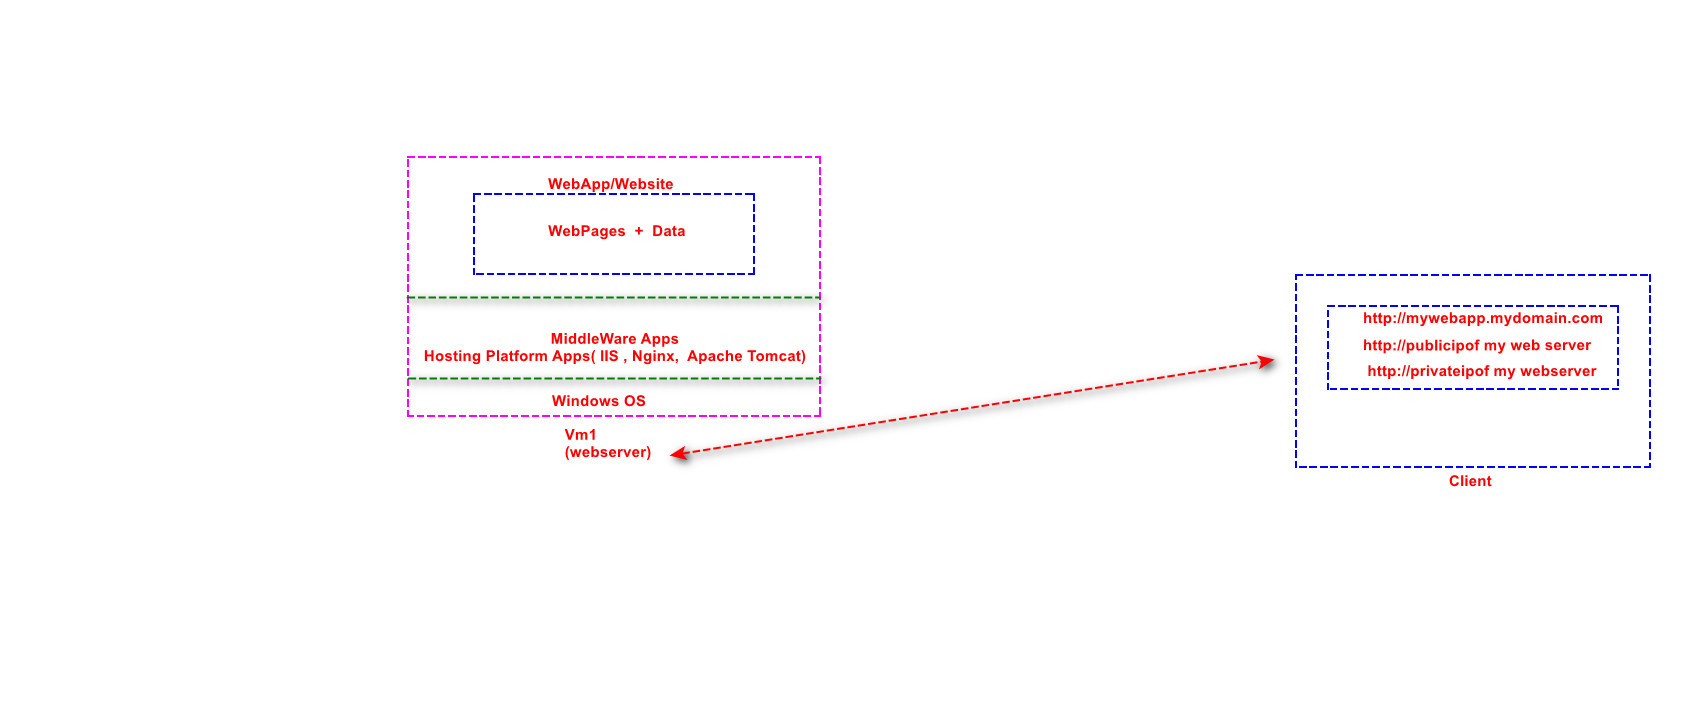 WebApp/Website
WebPages + Data
MiddleWare Apps
Hosting Platform Apps( IIS , Nginx, Apache Tomcat)
Windows OS
Vm1
(webserver)
http://mywebapp.mydomain.com
http://publicipof my web server
http://privateipof my webserver
Client